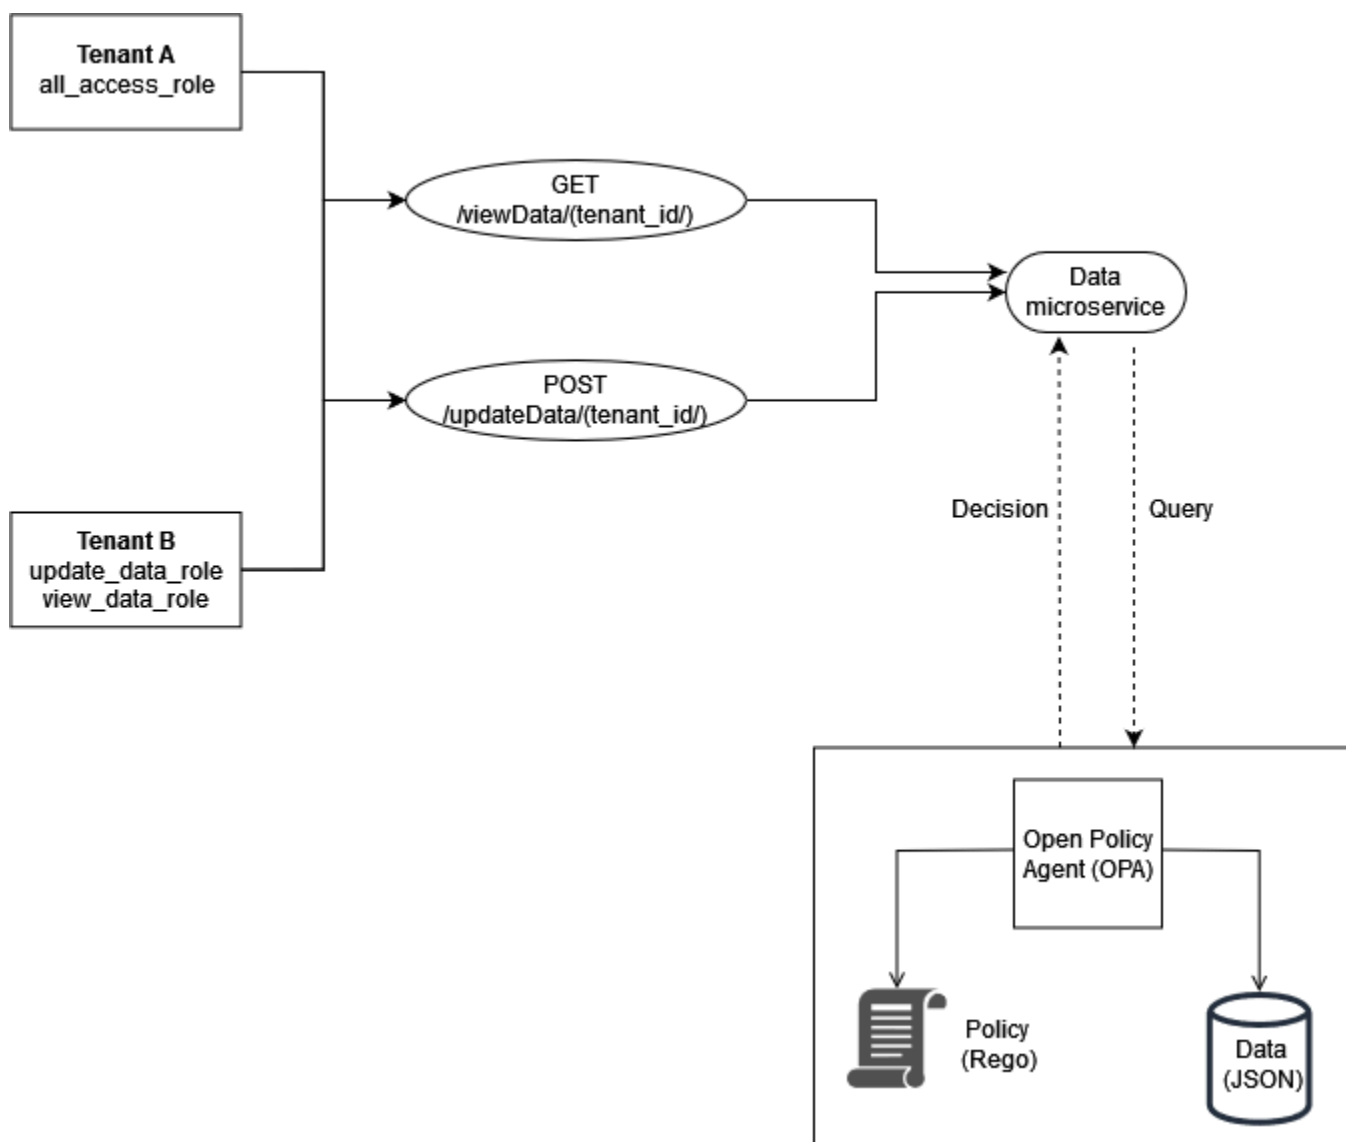 Tenant A
all_access_role
GET
/viewData/(tenant_id/)
Data
microservice
POST
/updateData/(tenant_id/)
Decision
Query
Tenant B
update_data_role
view_data_role
Open Policy
Agent (OPA)
Policy
(Rego)
Data
(JSON)